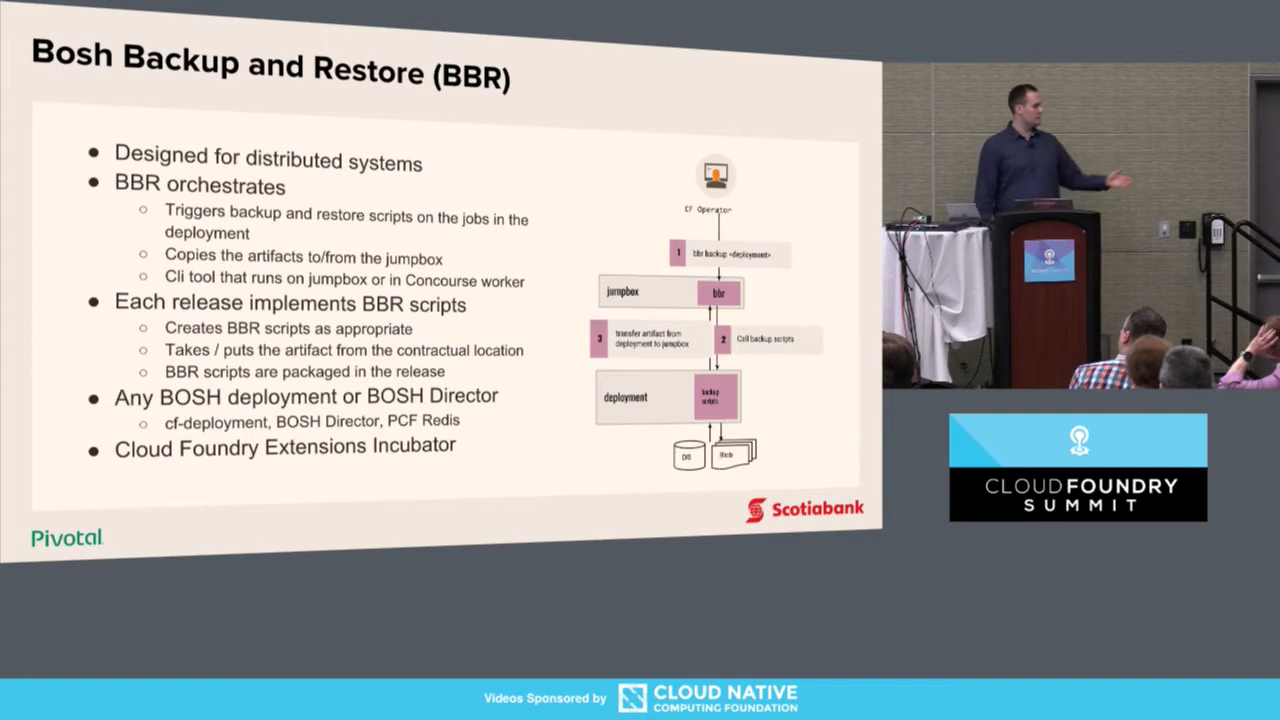 Bosh Backup and Restore (BBR)
● Designed for distributed systems
● BBR orchestrates
○ Triggers backup and restore scripts on the jobs in the
deployment
○ Copies the artifacts to/from the jumpbox
○ Cli tool that runs on jumpbox or in Concourse worker
● Each release implements BBR scripts
○ Creates BBR scripts as appropriate
○ Takes / puts the artifact from the contractual location
○ BBR scripts are packaged in the release
● Any BOSH deployment or BOSH Director
○ cf-deployment, BOSH Director, PCF Redis
● Cloud Foundry Extensions Incubator
CF Operator
1 bbr backup <deployment>
jumpbox bbr
3 transfer artifact from
deployment to jumpbox
2 Call backup scripts
deployment
backup
scripts
DB Blob
Scotiabank
Pivotal
CLOUD FOUNDRY
SUMMIT
Videos Sponsored by
CLOUD NATIVE
COMPUTING FOUNDATION